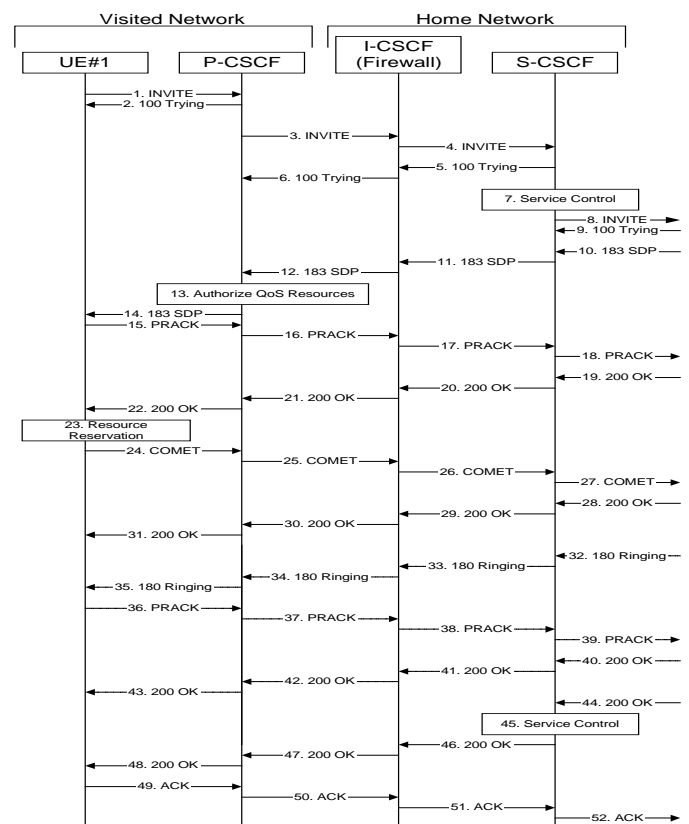 Visited Network
Home Network
UE#1
P-CSCF
I-CSCF
(Firewall)
S-CSCF
1. INVITE
2. 100 Trying
3. INVITE
4. INVITE
5. 100 Trying
6. 100 Trying
7. Service Control
8. INVITE
9. 100 Trying
10. 183 SDP
11. 183 SDP
12. 183 SDP
13. Authorize QoS Resources
14. 183 SDP
15. PRACK
16. PRACK
17. PRACK
18. PRACK
19. 200 OK
20. 200 OK
21. 200 OK
22. 200 OK
23. Resource
Reservation
24. COMET
25. COMET
26. COMET
27. COMET
28. 200 OK
29. 200 OK
30. 200 OK
31. 200 OK
32. 180 Ringing
33. 180 Ringing
34. 180 Ringing
35. 180 Ringing
36. PRACK
37. PRACK
38. PRACK
39. PRACK
40. 200 OK
41. 200 OK
42. 200 OK
43. 200 OK
44. 200 OK
45. Service Control
46. 200 OK
47. 200 OK
48. 200 OK
49. ACK
50. ACK
51. ACK
52. ACK